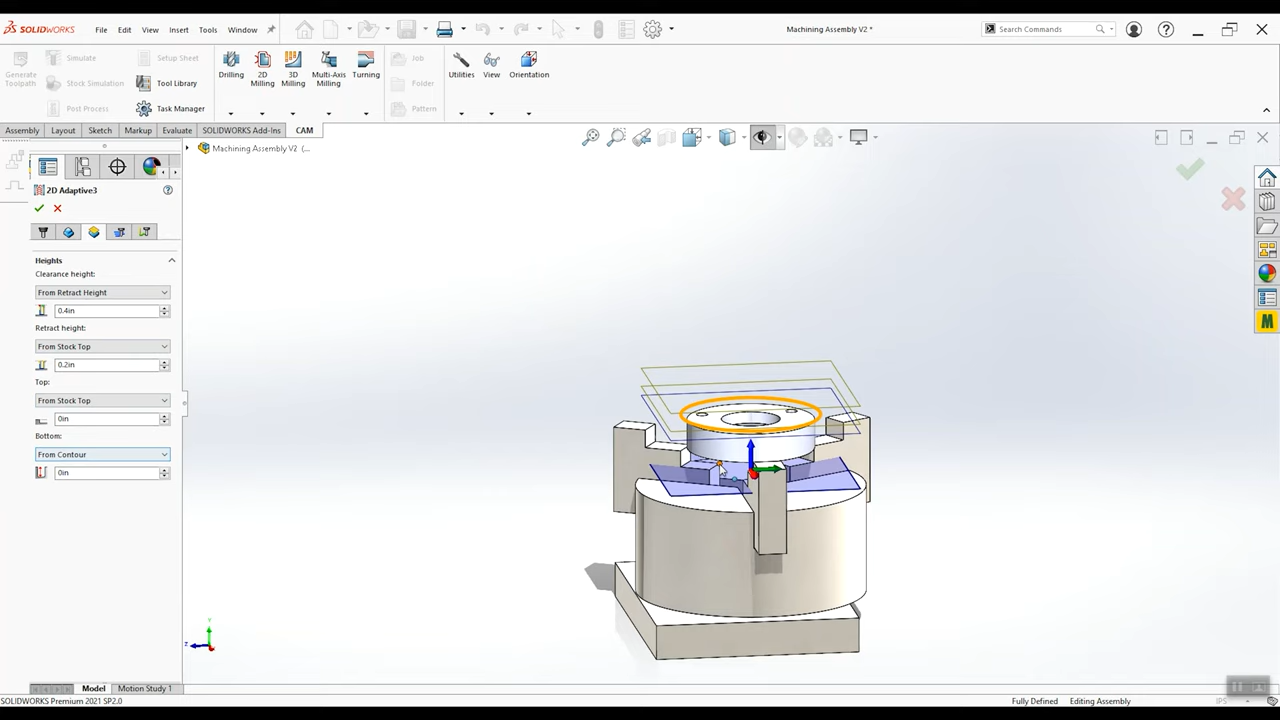 SOLIDWORKS File Edit View Insert Tools Window Machining Assembly V2 * Search Commands
Generate Toolpath
Simulate
Stock Simulation
Post Process
Setup Sheet
Tool Library
Task Manager
Drilling
2D Milling
3D Milling
Multi-Axis Milling
Turning
Job
Folder
Pattern
Utilities
View
Orientation
Assembly Layout Sketch Markup Evaluate SOLIDWORKS Add-Ins CAM
Machining Assembly V2 (...
2D Adaptive3
Heights
Clearance height:
From Retract Height
0.4in
Retract height:
From Stock Top
0.2in
Top:
From Stock Top
0in
Bottom:
From Contour
0in
Y
Z
M
Model Motion Study 1
SOLIDWORKS Premium 2021 SP2.0 Fully Defined Editing Assembly IPS